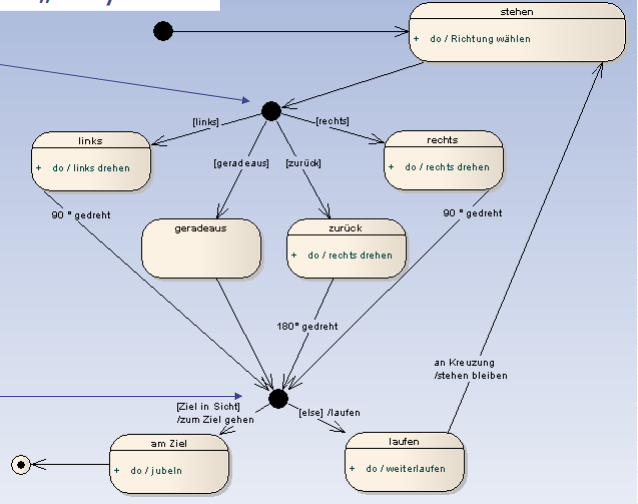 stehen
+ do / Richtung wählen
[links]
[rechts]
links
+ do / links drehen
rechts
+ do / rechts drehen
[geradeaus]
[zurück]
90 ° gedreht
90 ° gedreht
geradeaus
zurück
+ do / rechts drehen
180° gedreht
an Kreuzung
/stehen bleiben
[Ziel in Sicht]
/zum Ziel gehen
[else] /laufen
am Ziel
+ do / jubeln
laufen
+ do / weiterlaufen